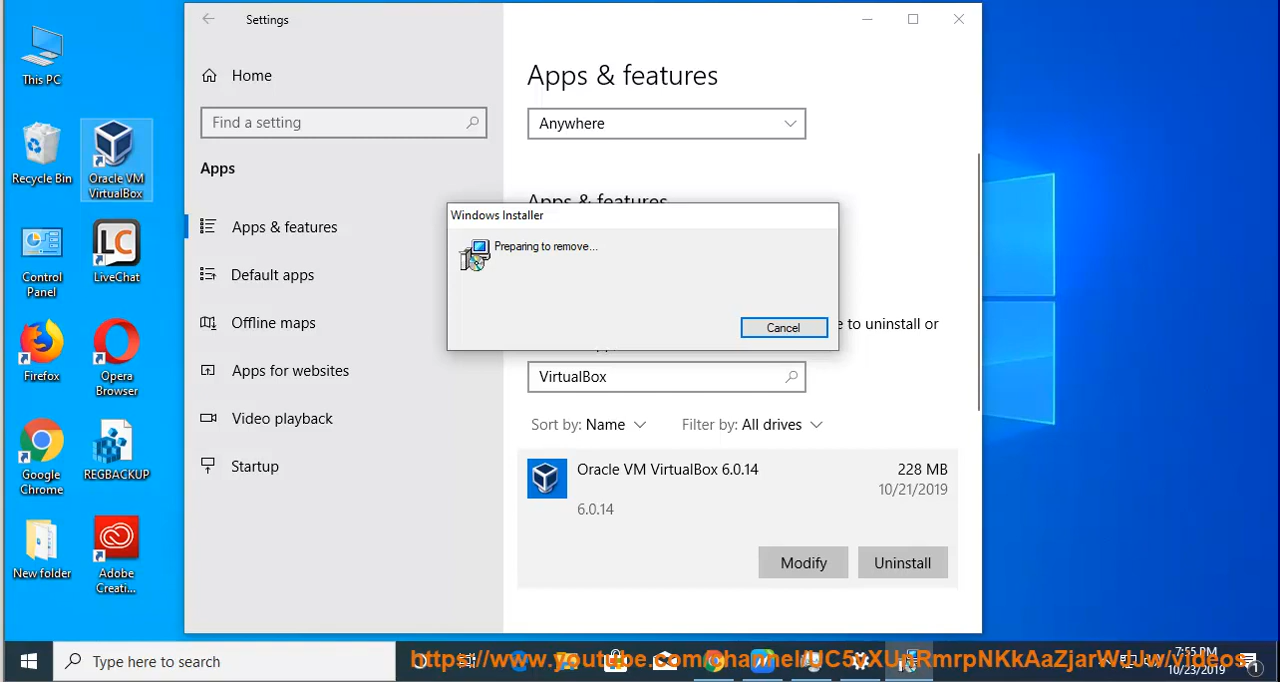 This PC
Recycle Bin
Oracle VM
VirtualBox
Control
Panel
LiveChat
Firefox
Opera
Browser
Google
Chrome
REGBACKUP
New folder
Adobe
Creati...
Settings
Home
Find a setting
Apps
Apps & features
Default apps
Offline maps
Apps for websites
Video playback
Startup
Apps & features
Anywhere
Apps & features
Windows Installer
Preparing to remove...
Cancel
e to uninstall or
VirtualBox
Sort by: Name
Filter by: All drives
Oracle VM VirtualBox 6.0.14
228 MB
10/21/2019
6.0.14
Modify
Uninstall
Type here to search
7:55 PM
10/23/2019
1